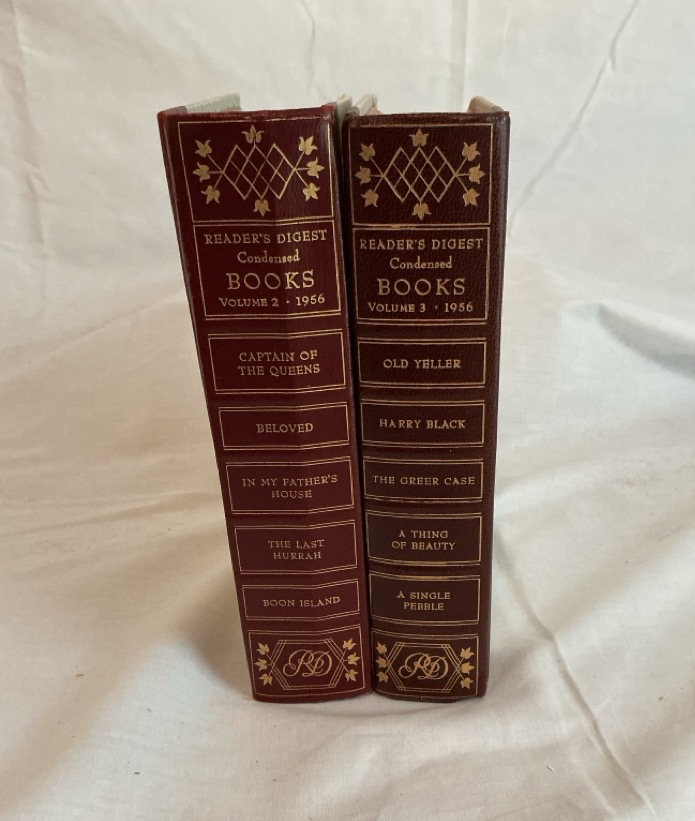 READER'S DIGEST
Condensed
BOOKS
VOLUME 2 · 1956
CAPTAIN OF
THE QUEENS
BELOVED
IN MY FATHER'S
HOUSE
THE LAST
HURRAH
BOON ISLAND
RD
READER'S DIGEST
Condensed
BOOKS
VOLUME 3 · 1956
OLD YELLER
HARRY BLACK
THE GREER CASE
A THING
OF BEAUTY
A SINGLE
PEBBLE
RD